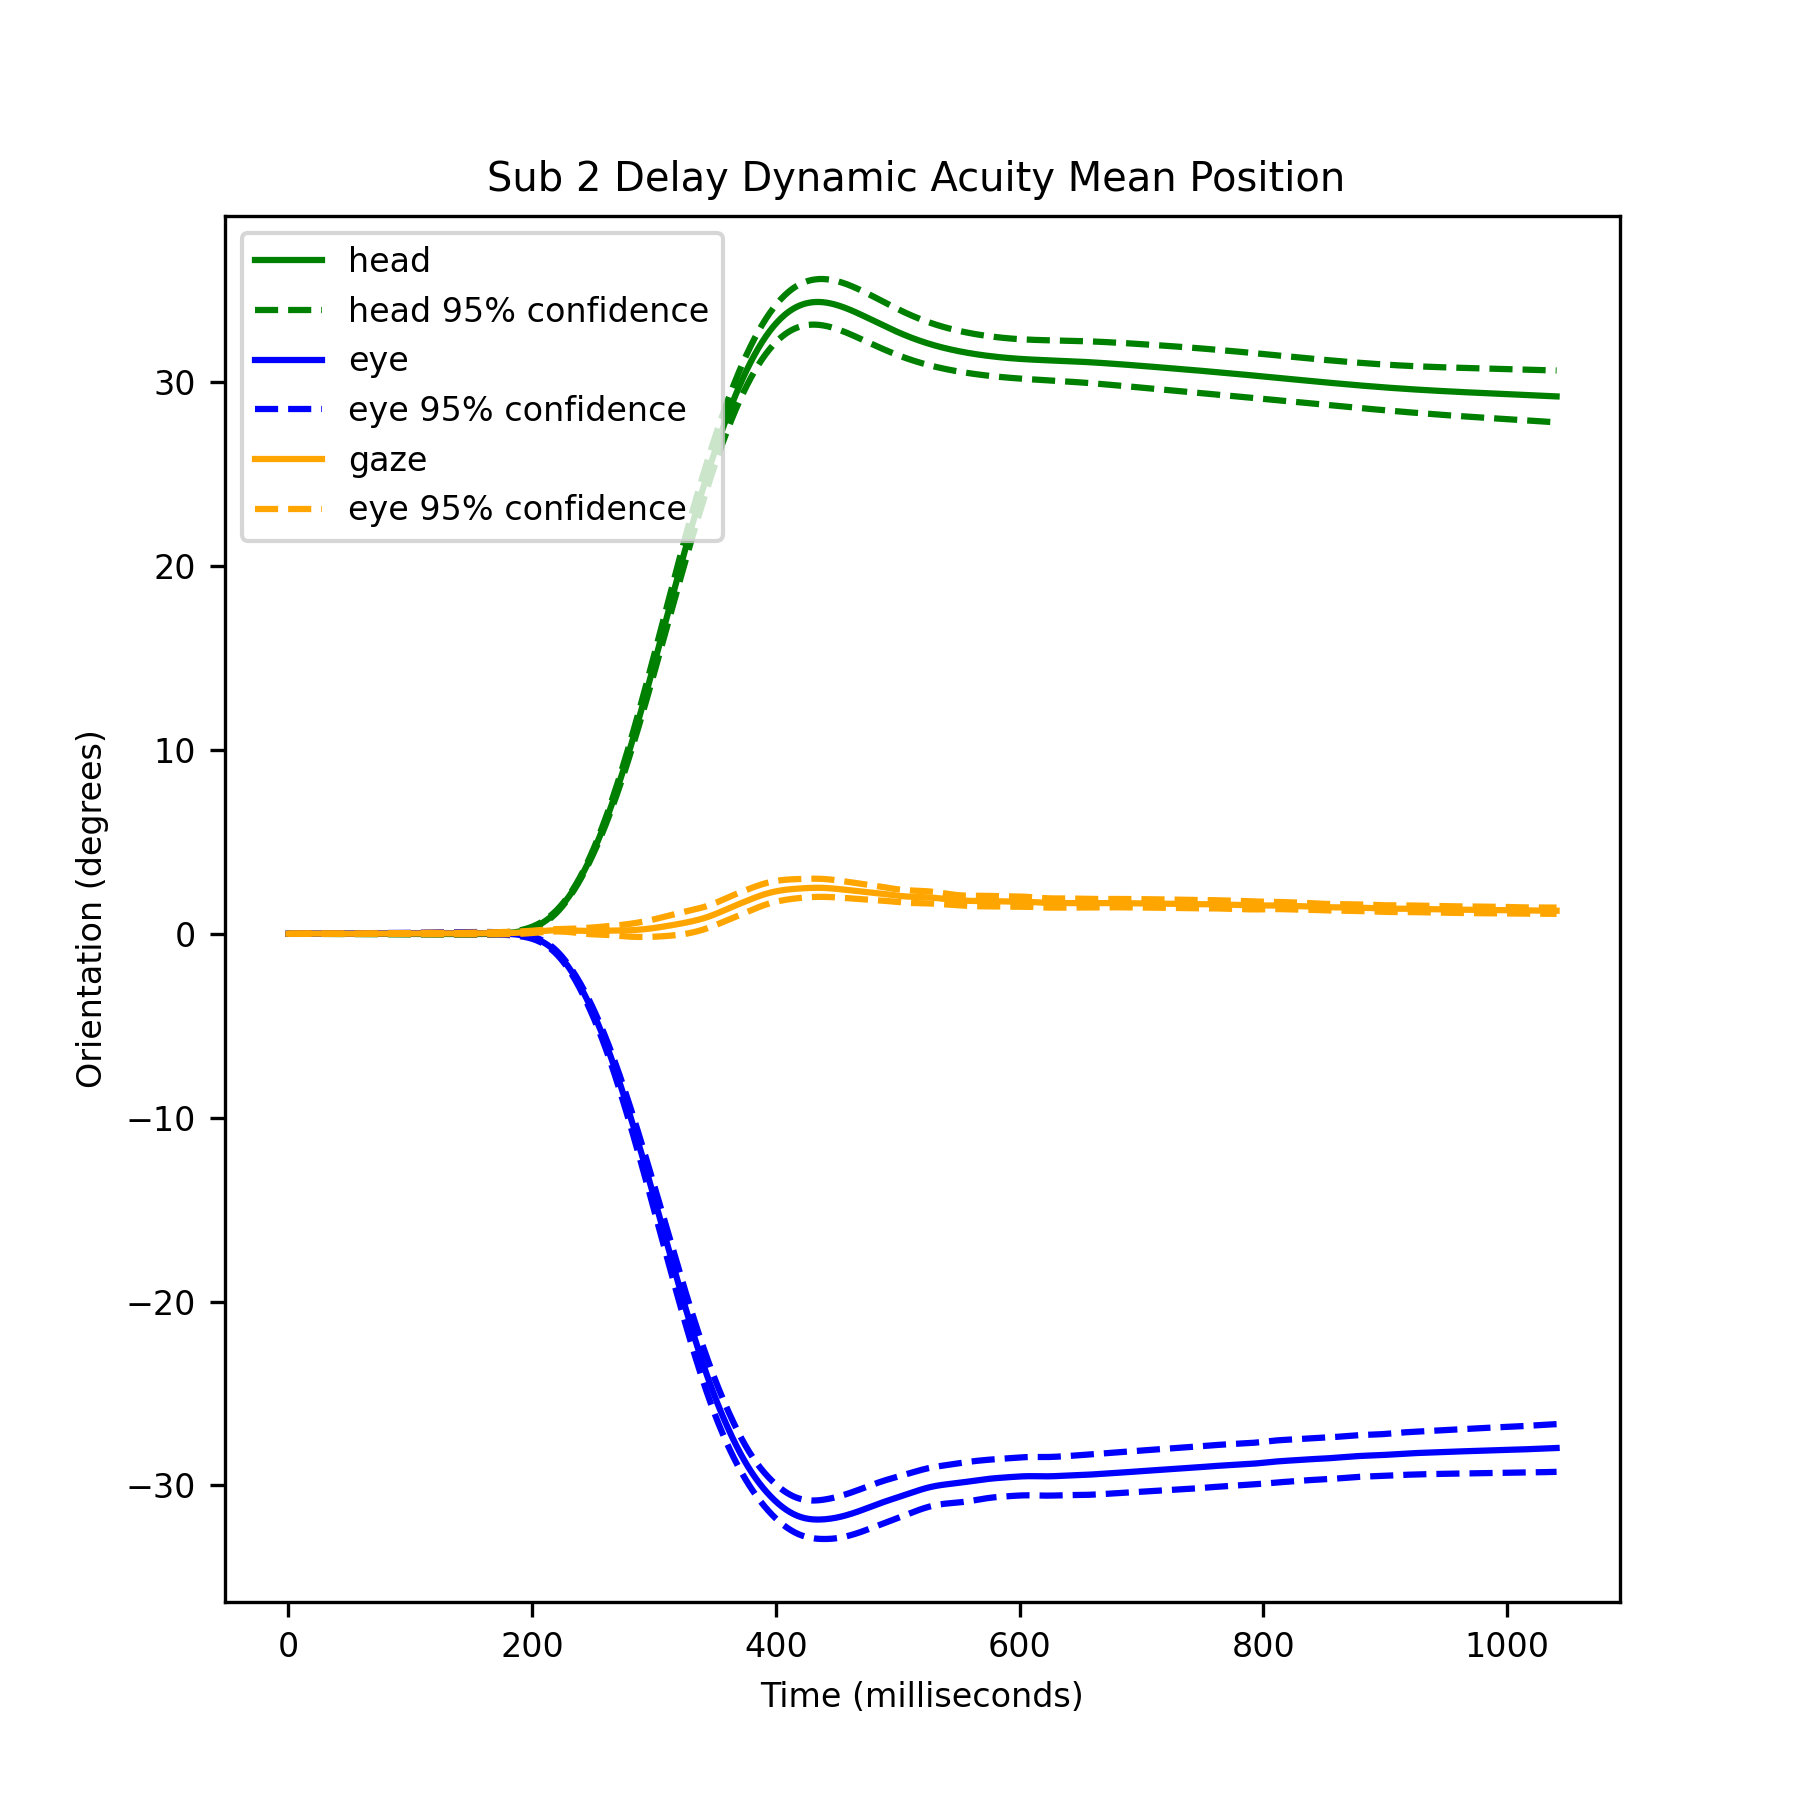 Sub 2 Delay Dynamic Acuity Mean Position
head
head 95% confidence
eye
eye 95% confidence
gaze
eye 95% confidence
30
20
10
0
−10
−20
−30
Orientation (degrees)
0 200 400 600 800 1000
Time (milliseconds)